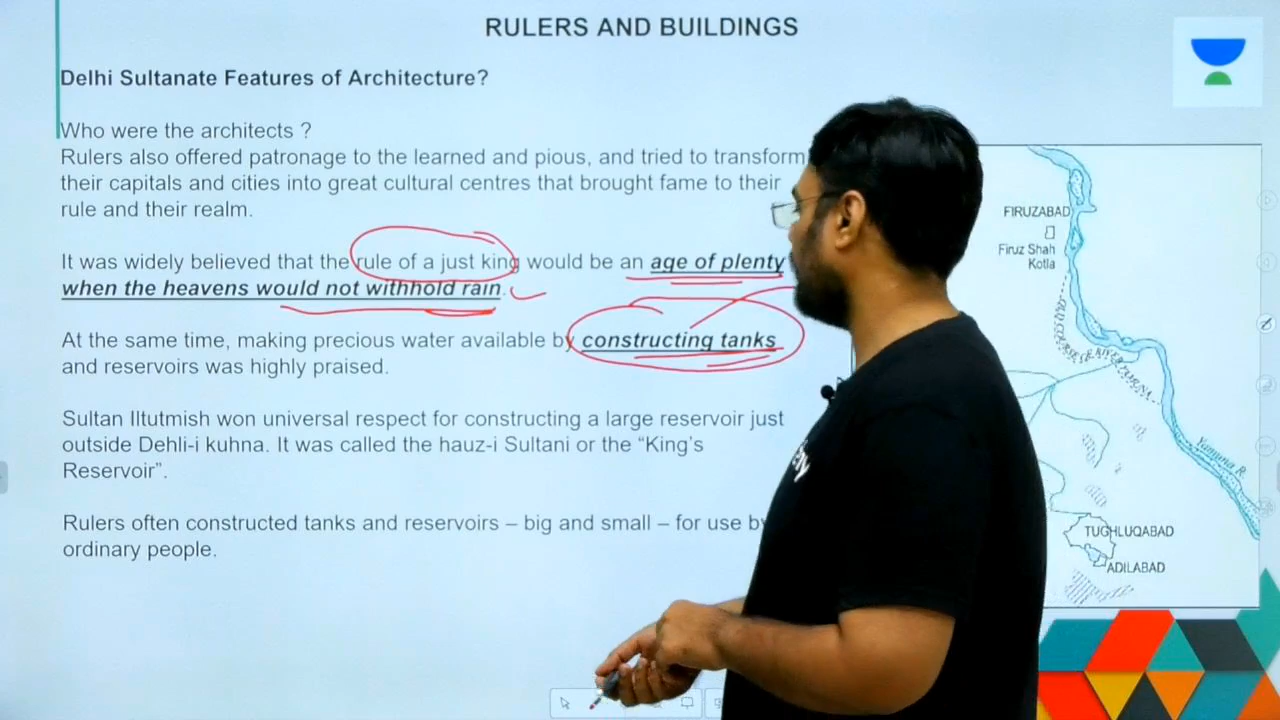 RULERS AND BUILDINGS
Delhi Sultanate Features of Architecture?
Who were the architects ?
Rulers also offered patronage to the learned and pious, and tried to transform
their capitals and cities into great cultural centres that brought fame to their
rule and their realm.
It was widely believed that the rule of a just king would be an age of plenty
when the heavens would not withhold rain.
At the same time, making precious water available by constructing tanks
and reservoirs was highly praised.
Sultan Iltutmish won universal respect for constructing a large reservoir just
outside Dehli-i kuhna. It was called the hauz-i Sultani or the “King’s
Reservoir”.
Rulers often constructed tanks and reservoirs – big and small – for use by
ordinary people.
FIRUZABAD
Firuz Shah
Kotla
Yamuna R.
TUGHLUQABAD
ADILABAD